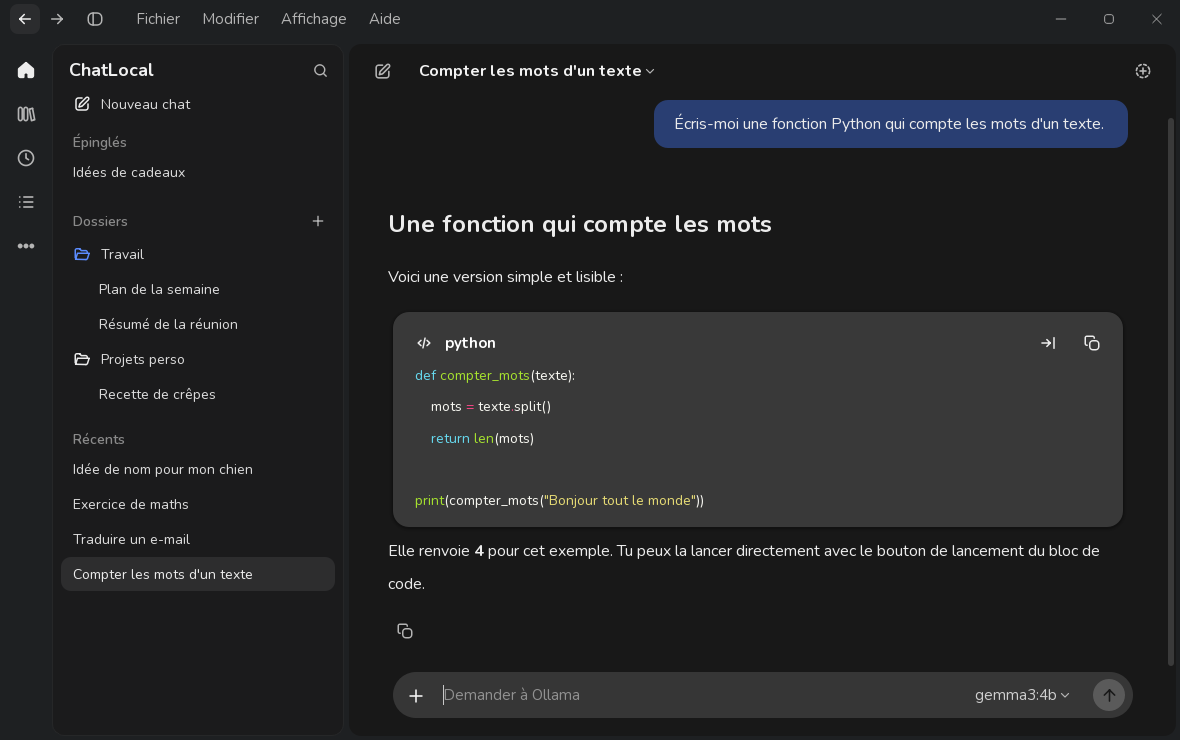 Fichier Modifier Affichage Aide
ChatLocal
Nouveau chat
Épinglés
Idées de cadeaux
Dossiers
Travail
Plan de la semaine
Résumé de la réunion
Projets perso
Recette de crêpes
Récents
Idée de nom pour mon chien
Exercice de maths
Traduire un e-mail
Compter les mots d'un texte
Compter les mots d'un texte
Écris-moi une fonction Python qui compte les mots d'un texte.
Une fonction qui compte les mots
Voici une version simple et lisible :
python
def compter_mots(texte):
    mots = texte.split()
    return len(mots)
print(compter_mots("Bonjour tout le monde"))
Elle renvoie 4 pour cet exemple. Tu peux la lancer directement avec le bouton de lancement du bloc de
code.
Demander à Ollama
gemma3:4b